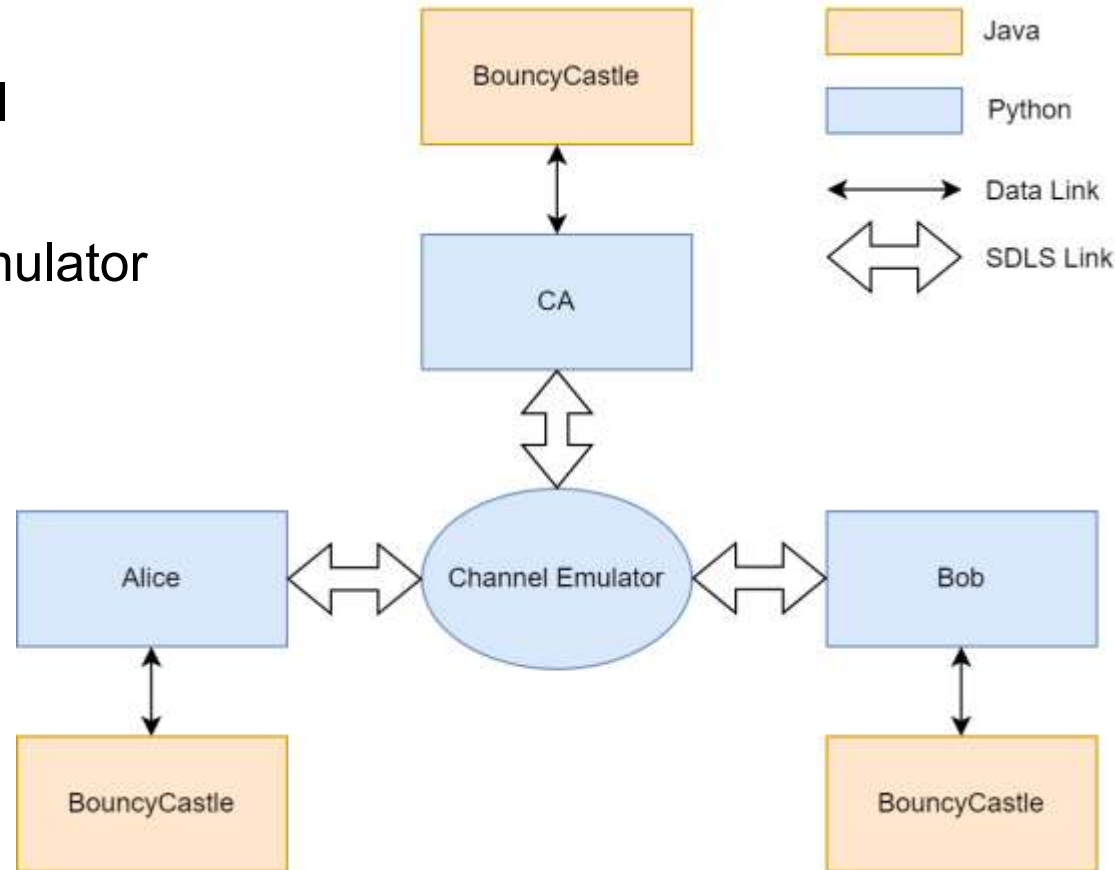 BouncyCastle
Java
Python
Data Link
SDLS Link
CA
Alice
Channel Emulator
Bob
BouncyCastle
BouncyCastle